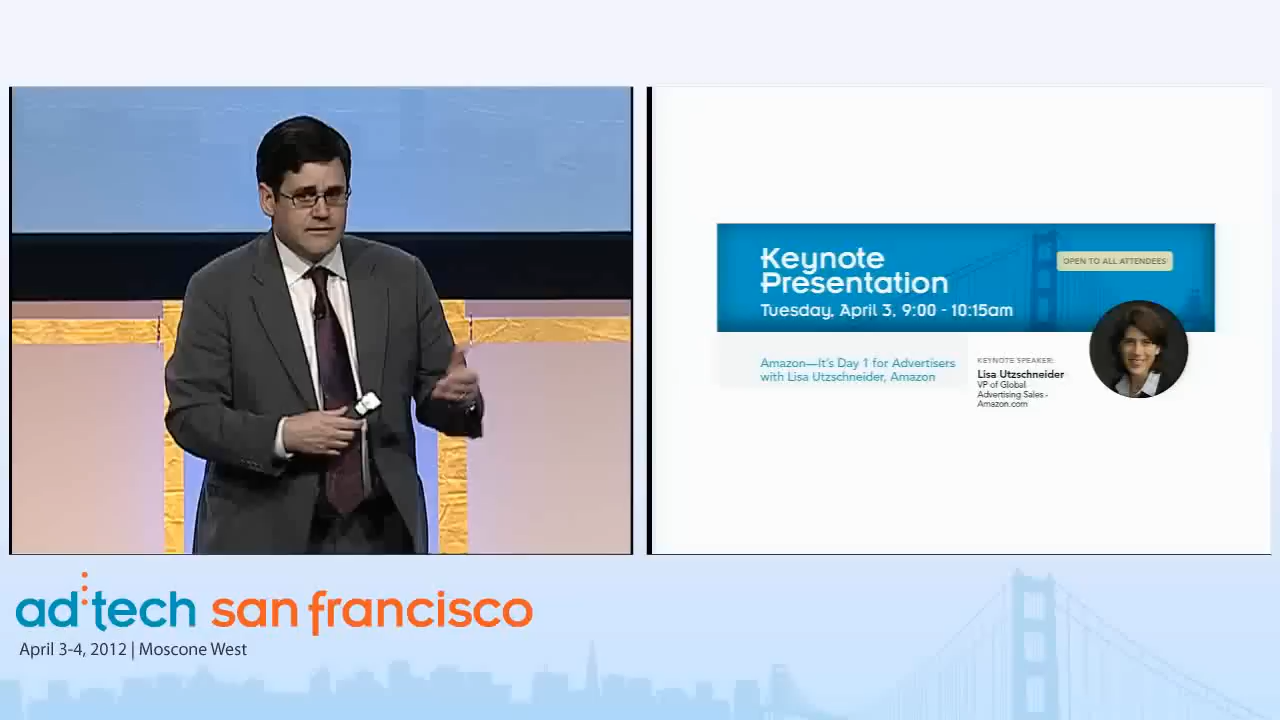 Keynote
Presentation
Tuesday, April 3, 9:00 - 10:15am
OPEN TO ALL ATTENDEES
Amazon—It's Day 1 for Advertisers
with Lisa Utzschneider, Amazon
KEYNOTE SPEAKER:
Lisa Utzschneider
VP of Global
Advertising Sales -
Amazon.com
ad:tech san francisco
April 3-4, 2012 | Moscone West